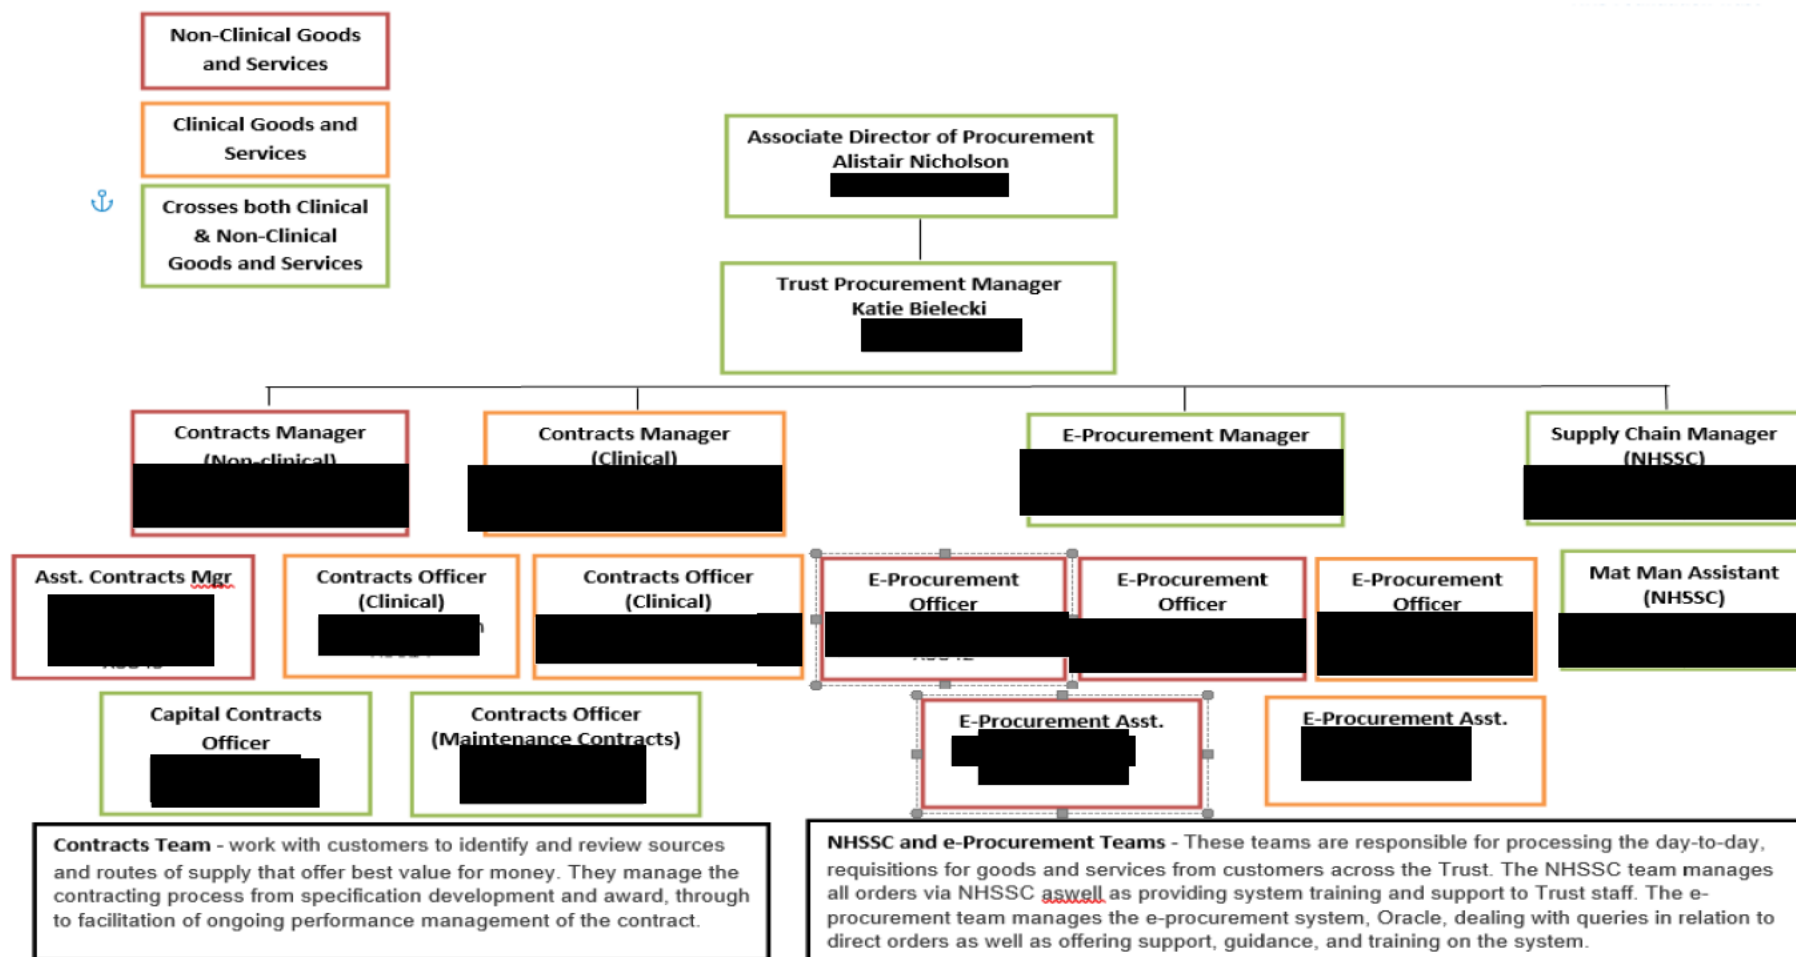 Non-Clinical Goods
and Services
Clinical Goods and
Services
Crosses both Clinical
& Non-Clinical
Goods and Services
Associate Director of Procurement
Alistair Nicholson
Trust Procurement Manager
Katie Bielecki
Contracts Manager
(Non-clinical)
Contracts Manager
(Clinical)
E-Procurement Manager
Supply Chain Manager
(NHSSC)
Asst. Contracts Mgr
Contracts Officer
(Clinical)
Contracts Officer
(Clinical)
E-Procurement
Officer
E-Procurement
Officer
E-Procurement
Officer
Mat Man Assistant
(NHSSC)
Capital Contracts
Officer
Contracts Officer
(Maintenance Contracts)
E-Procurement Asst.
E-Procurement Asst.
Contracts Team - work with customers to identify and review sources
and routes of supply that offer best value for money. They manage the
contracting process from specification development and award, through
to facilitation of ongoing performance management of the contract.
NHSSC and e-Procurement Teams - These teams are responsible for processing the day-to-day,
requisitions for goods and services from customers across the Trust. The NHSSC team manages
all orders via NHSSC aswell as providing system training and support to Trust staff. The e-
procurement team manages the e-procurement system, Oracle, dealing with queries in relation to
direct orders as well as offering support, guidance, and training on the system.